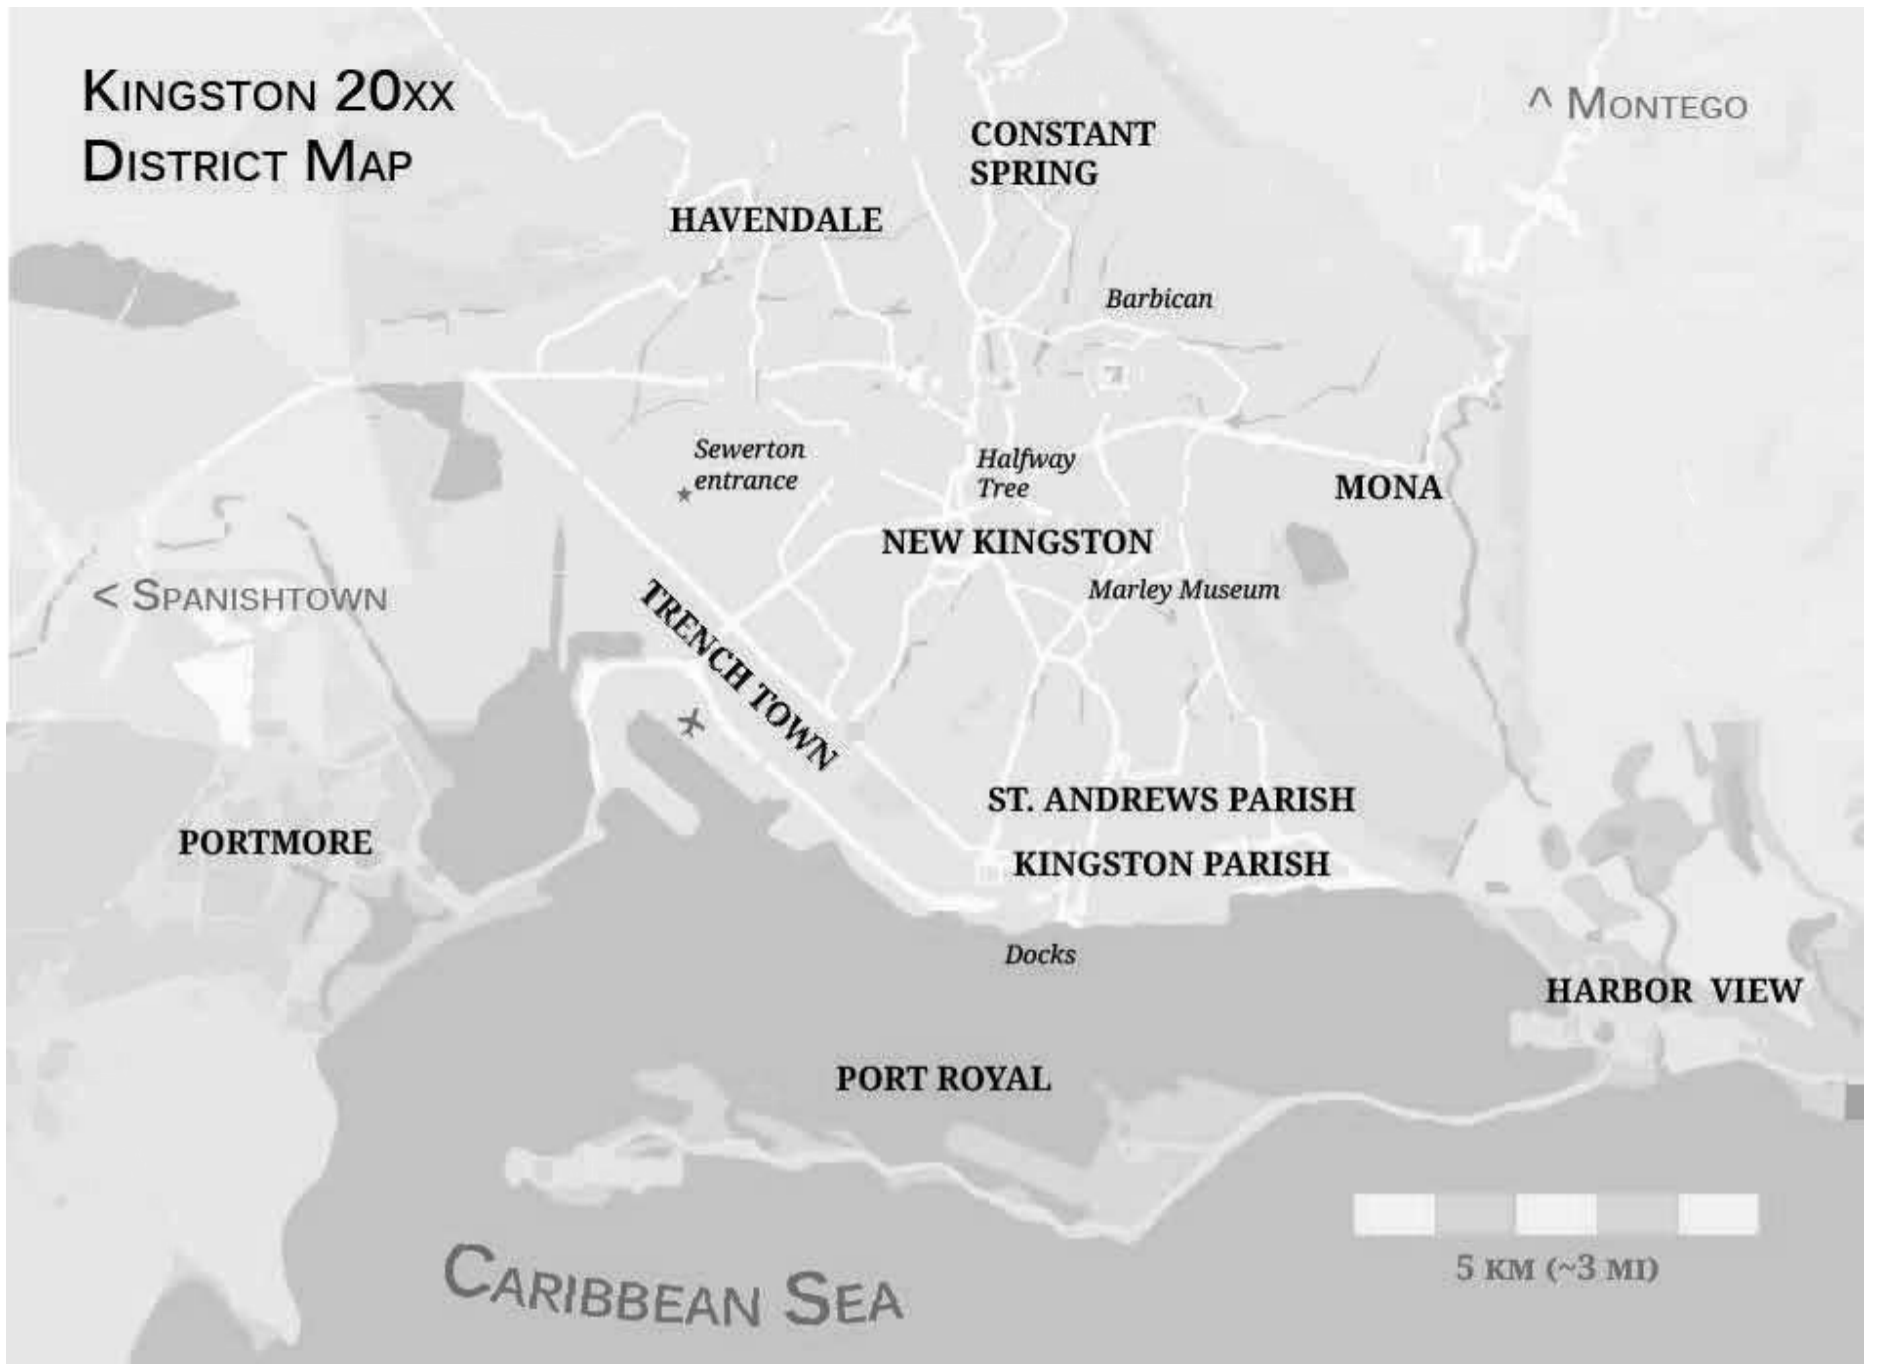 Kingston 20xx
District Map
^ Montego
CONSTANT
SPRING
HAVENDALE
Barbican
Sewerton
entrance
Halfway
Tree
MONA
NEW KINGSTON
Marley Museum
< Spanishtown
TRENCH TOWN
ST. ANDREWS PARISH
PORTMORE
KINGSTON PARISH
Docks
HARBOR VIEW
PORT ROYAL
Caribbean Sea
5 KM (~3 MI)